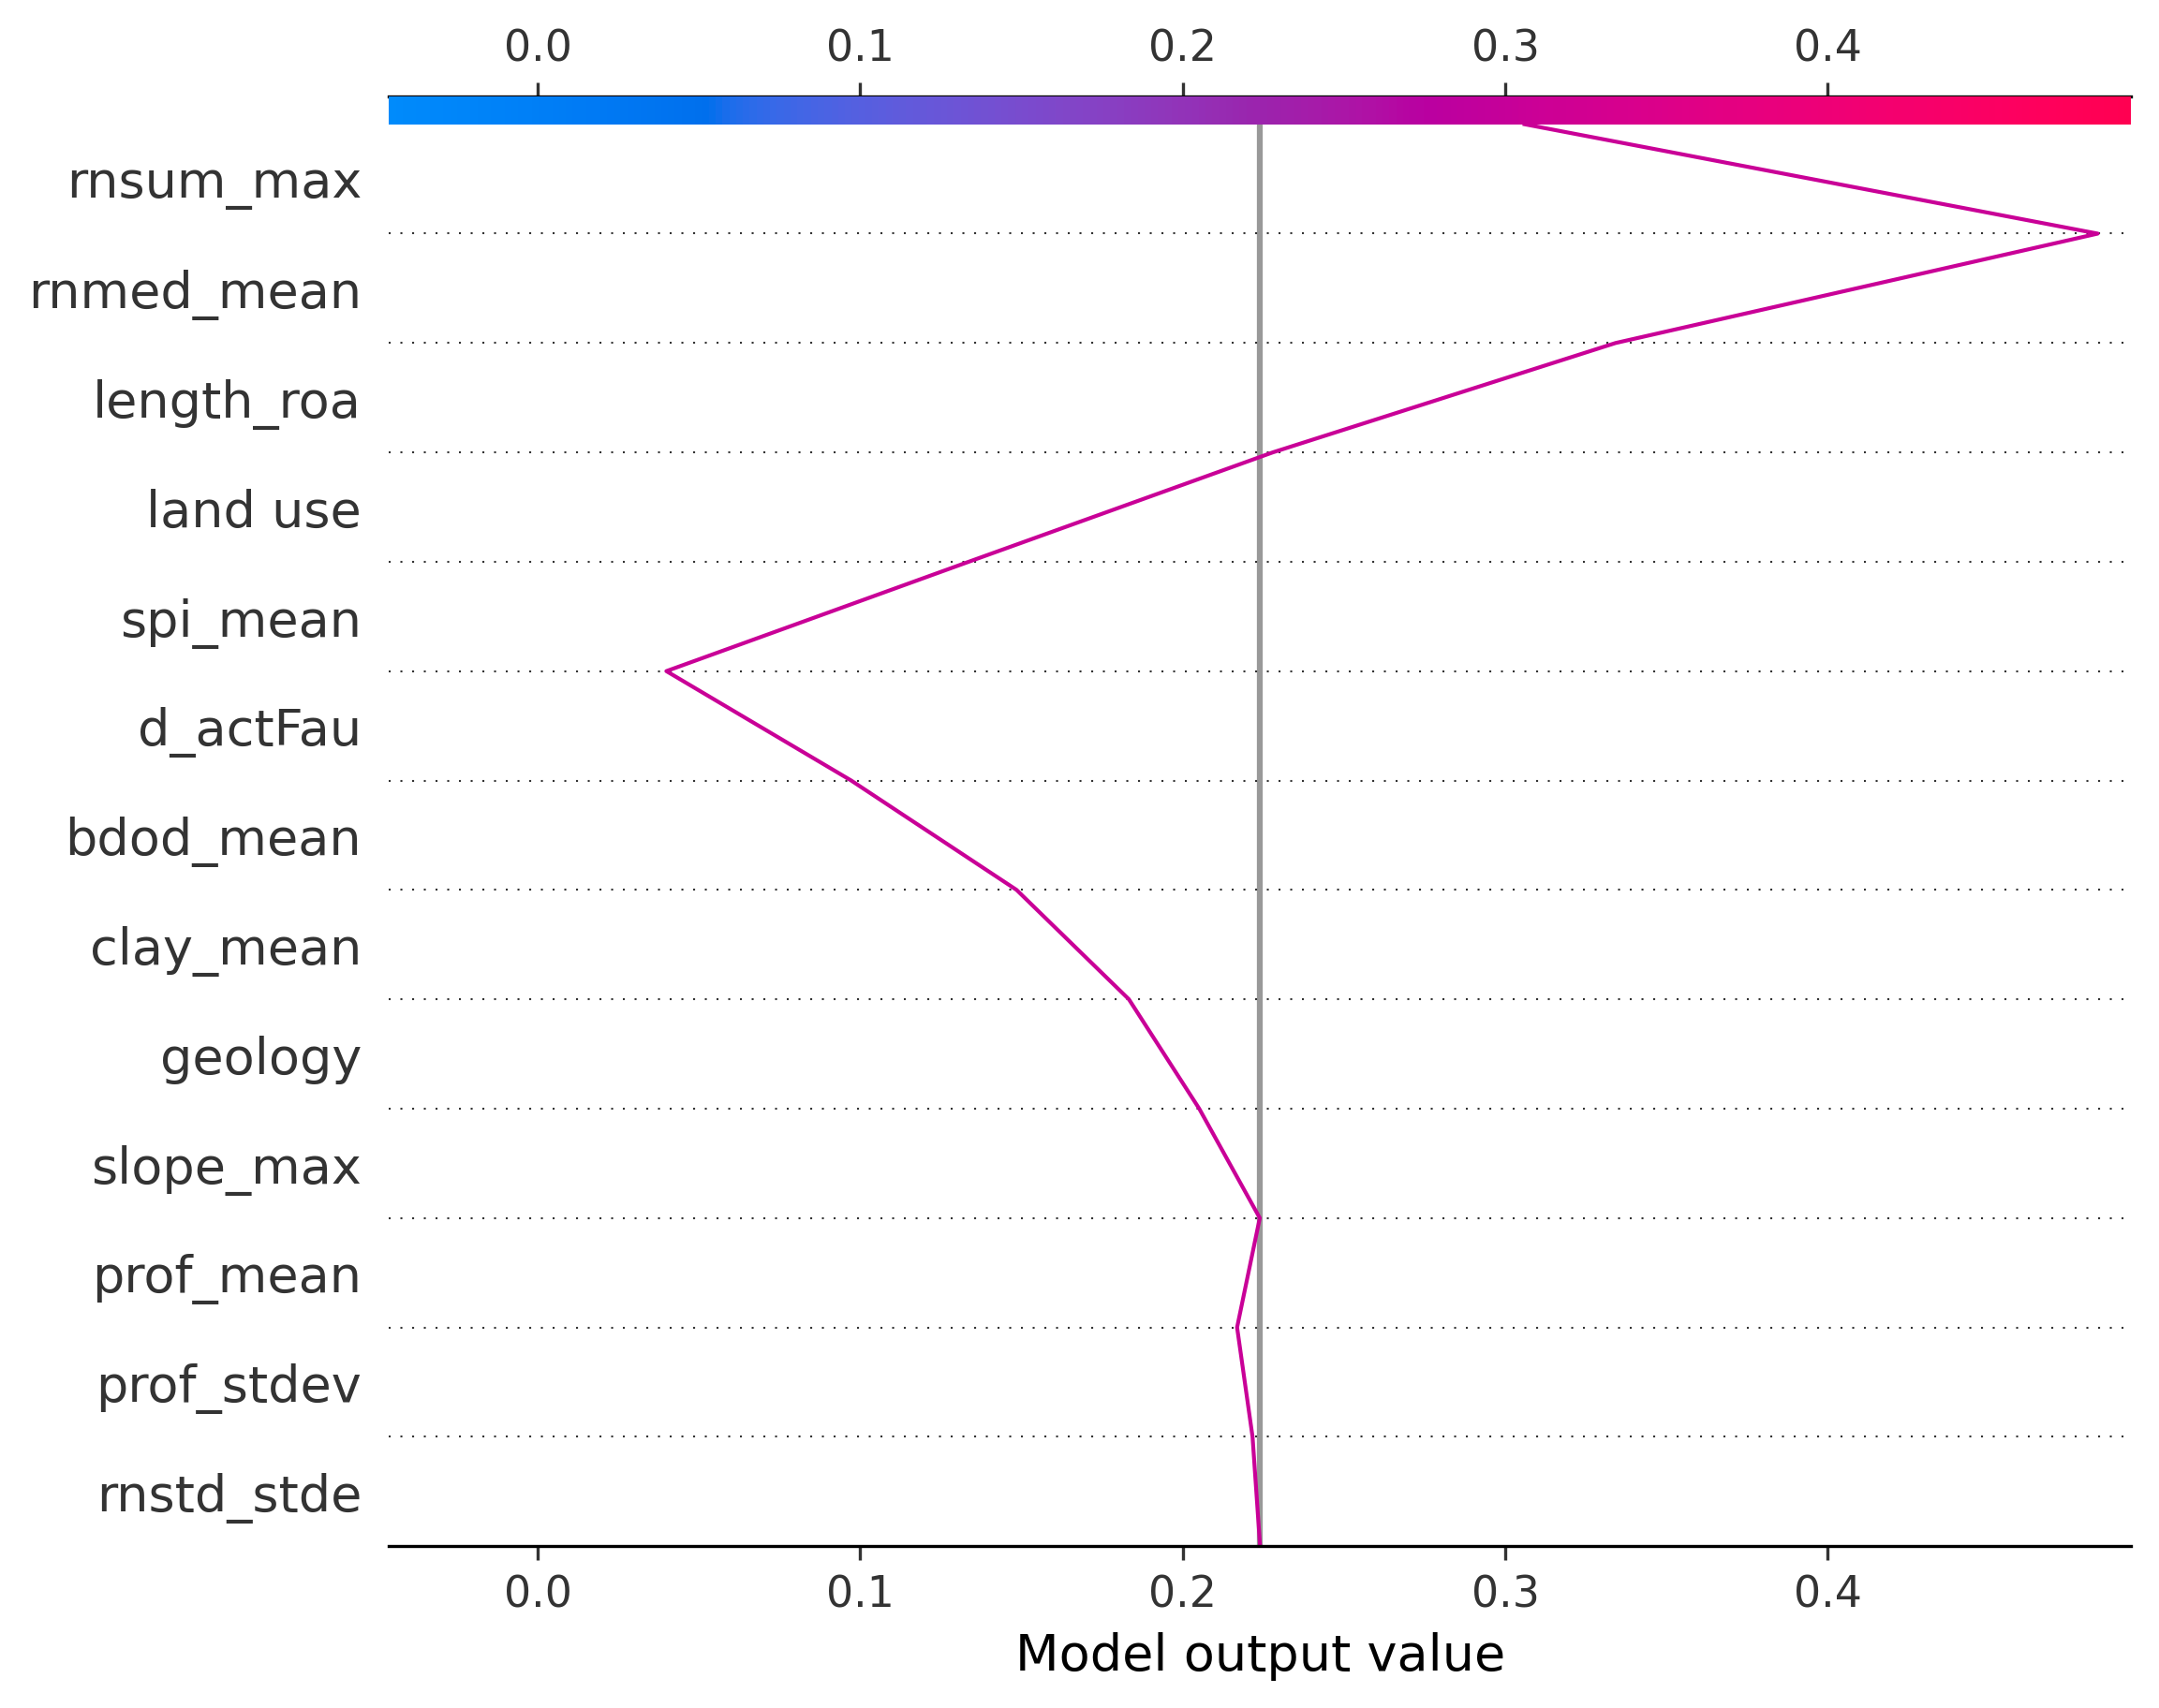 0.0 0.1 0.2 0.3 0.4
rnsum_max
rnmed_mean
length_roa
land use
spi_mean
d_actFau
bdod_mean
clay_mean
geology
slope_max
prof_mean
prof_stdev
rnstd_stde
0.0 0.1 0.2 0.3 0.4
Model output value